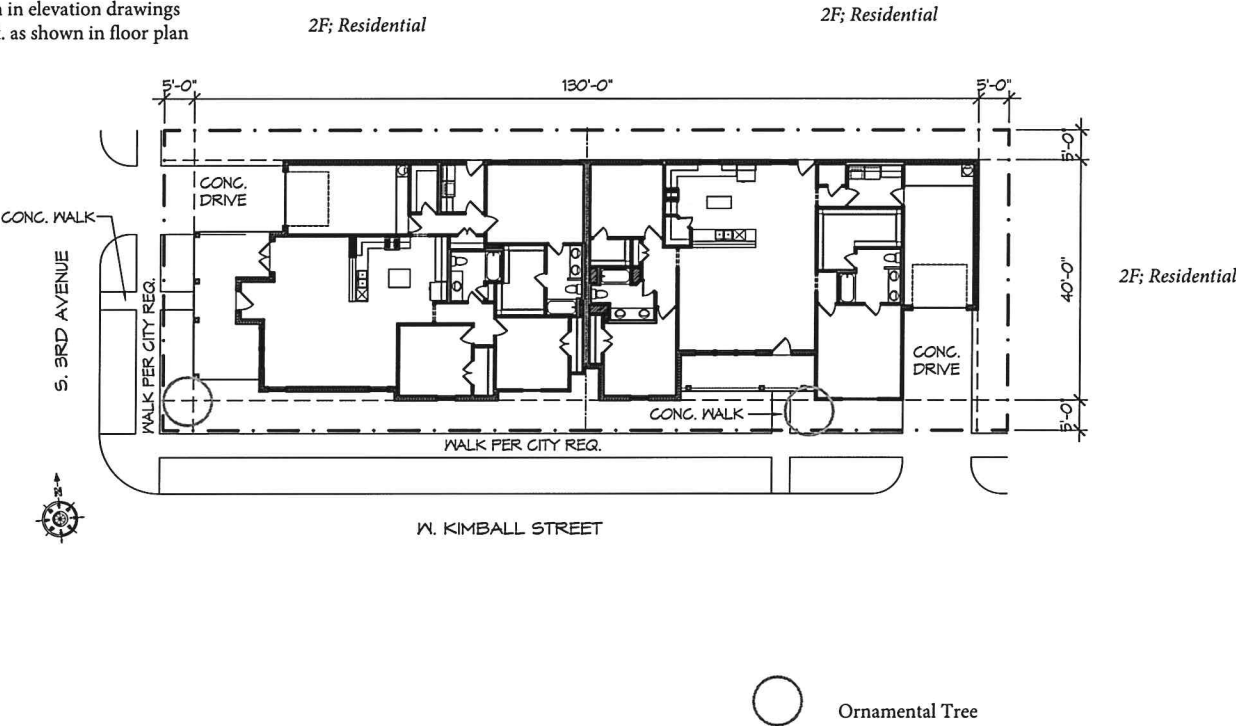 n in elevation drawings
. as shown in floor plan
2F; Residential
2F; Residential
5'-0"
130'-0"
5'-0"
5'-0"
CONC.
DRIVE
CONC. WALK
S. 3RD AVENUE
WALK PER CITY REQ.
40'-0"
2F; Residential
CONC.
DRIVE
CONC. WALK
5'-0"
WALK PER CITY REQ.
N
W. KIMBALL STREET
Ornamental Tree